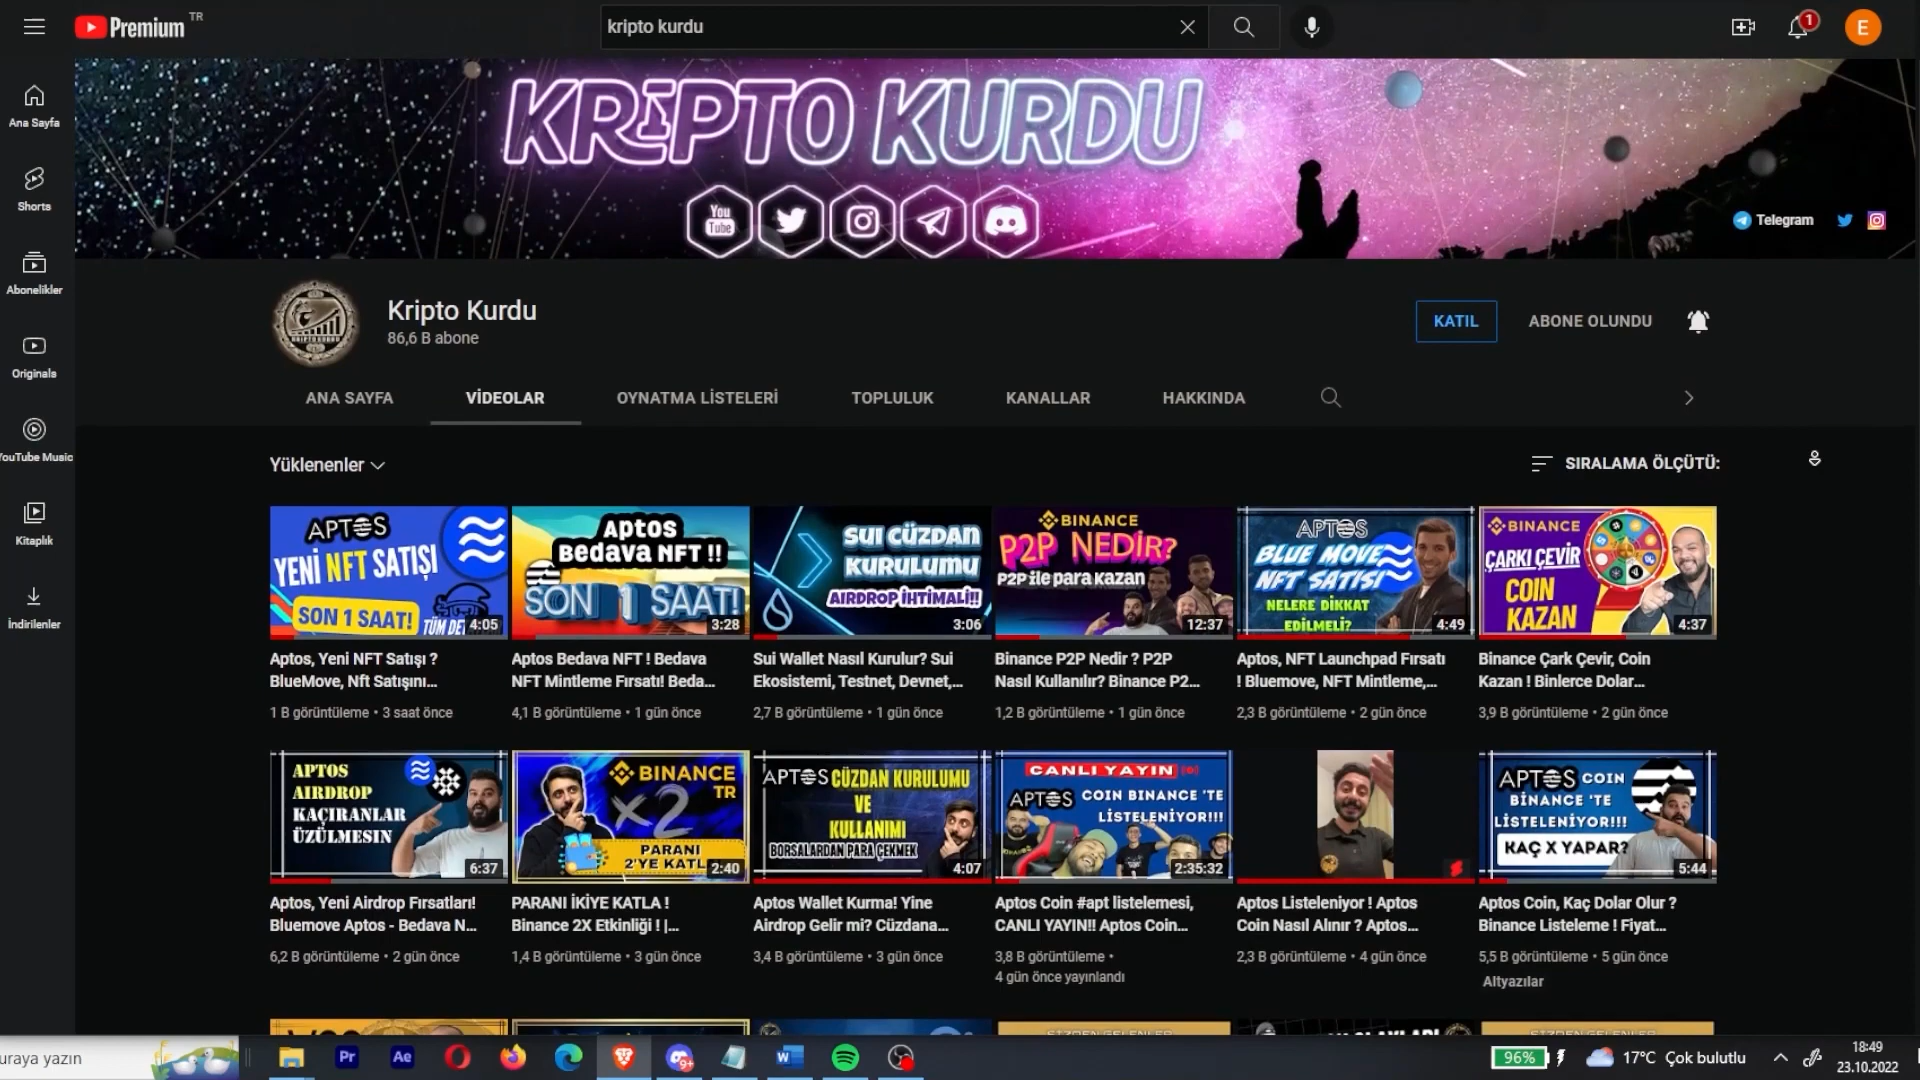 Premium TR
kripto kurdu
1
E
Ana Sayfa
Shorts
Abonelikler
Originals
YouTube Music
Kitaplık
İndirilenler
KRIPTO KURDU
You
Tube
Telegram
Kripto Kurdu
86,6 B abone
KATIL
ABONE OLUNDU
ANA SAYFA
VİDEOLAR
OYNATMA LİSTELERİ
TOPLULUK
KANALLAR
HAKKINDA
Yüklenenler
SIRALAMA ÖLÇÜTÜ:
APTOS
YENİ NFT SATIŞI
SON 1 SAAT!
4:05
Aptos, Yeni NFT Satışı ?
BlueMove, Nft Satışını...
1 B görüntüleme • 3 saat önce
Aptos
Bedava NFT !!
SON 1 SAAT!
3:28
Aptos Bedava NFT ! Bedava
NFT Mintleme Fırsatı! Beda...
4,1 B görüntüleme • 1 gün önce
SUI CÜZDAN
KURULUMU
AIRDROP İHTİMALİ!!
3:06
Sui Wallet Nasıl Kurulur? Sui
Ekosistemi, Testnet, Devnet,...
2,7 B görüntüleme • 1 gün önce
BINANCE
P2P NEDİR?
P2P İLE PARA KAZAN
12:37
Binance P2P Nedir ? P2P
Nasıl Kullanılır? Binance P2...
1,2 B görüntüleme • 1 gün önce
APTOS
BLUE MOVE
NFT SATISI
NELERE DİKKAT
EDİLMELİ?
4:49
Aptos, NFT Launchpad Fırsatı
! Bluemove, NFT Mintleme,...
2,3 B görüntüleme • 2 gün önce
BINANCE
ÇARKI ÇEVİR
COIN
KAZAN
4:37
Binance Çark Çevir, Coin
Kazan ! Binlerce Dolar...
3,9 B görüntüleme • 2 gün önce
APTOS
AIRDROP
KAÇIRANLAR
ÜZÜLMESIN
6:37
Aptos, Yeni Airdrop Fırsatları!
Bluemove Aptos - Bedava N...
6,2 B görüntüleme • 2 gün önce
BINANCE
TR
x2
PARANI
2'YE KATL
2:40
PARANI İKİYE KATLA !
Binance 2X Etkinliği ! |...
1,4 B görüntüleme • 3 gün önce
APTOS CÜZDAN KURULUMU
VE
KULLANIMI
BORSALARDAN PARA ÇEKMEK
4:07
Aptos Wallet Kurma! Yine
Airdrop Gelir mi? Cüzdana...
3,4 B görüntüleme • 3 gün önce
CANLI YAYIN
APTOS COIN BINANCE 'TE
LİSTELENİYOR!!!
2:35:32
Aptos Coin #apt listelemesi,
CANLI YAYIN!! Aptos Coin...
3,8 B görüntüleme •
4 gün önce yayınlandı
Aptos Listeleniyor ! Aptos
Coin Nasıl Alınır ? Aptos...
2,3 B görüntüleme • 4 gün önce
APTOS COIN
BİNANCE 'TE
LİSTELENİYOR!!!
KAÇ X YAPAR?
5:44
Aptos Coin, Kaç Dolar Olur ?
Binance Listeleme ! Fiyat...
5,5 B görüntüleme • 5 gün önce
Altyazılar
SİZDEN GELENLER
SİZDEN GELENLER
uraya yazın
Pr
Ae
9+
W
96%
17°C Çok bulutlu
18:49
23.10.2022